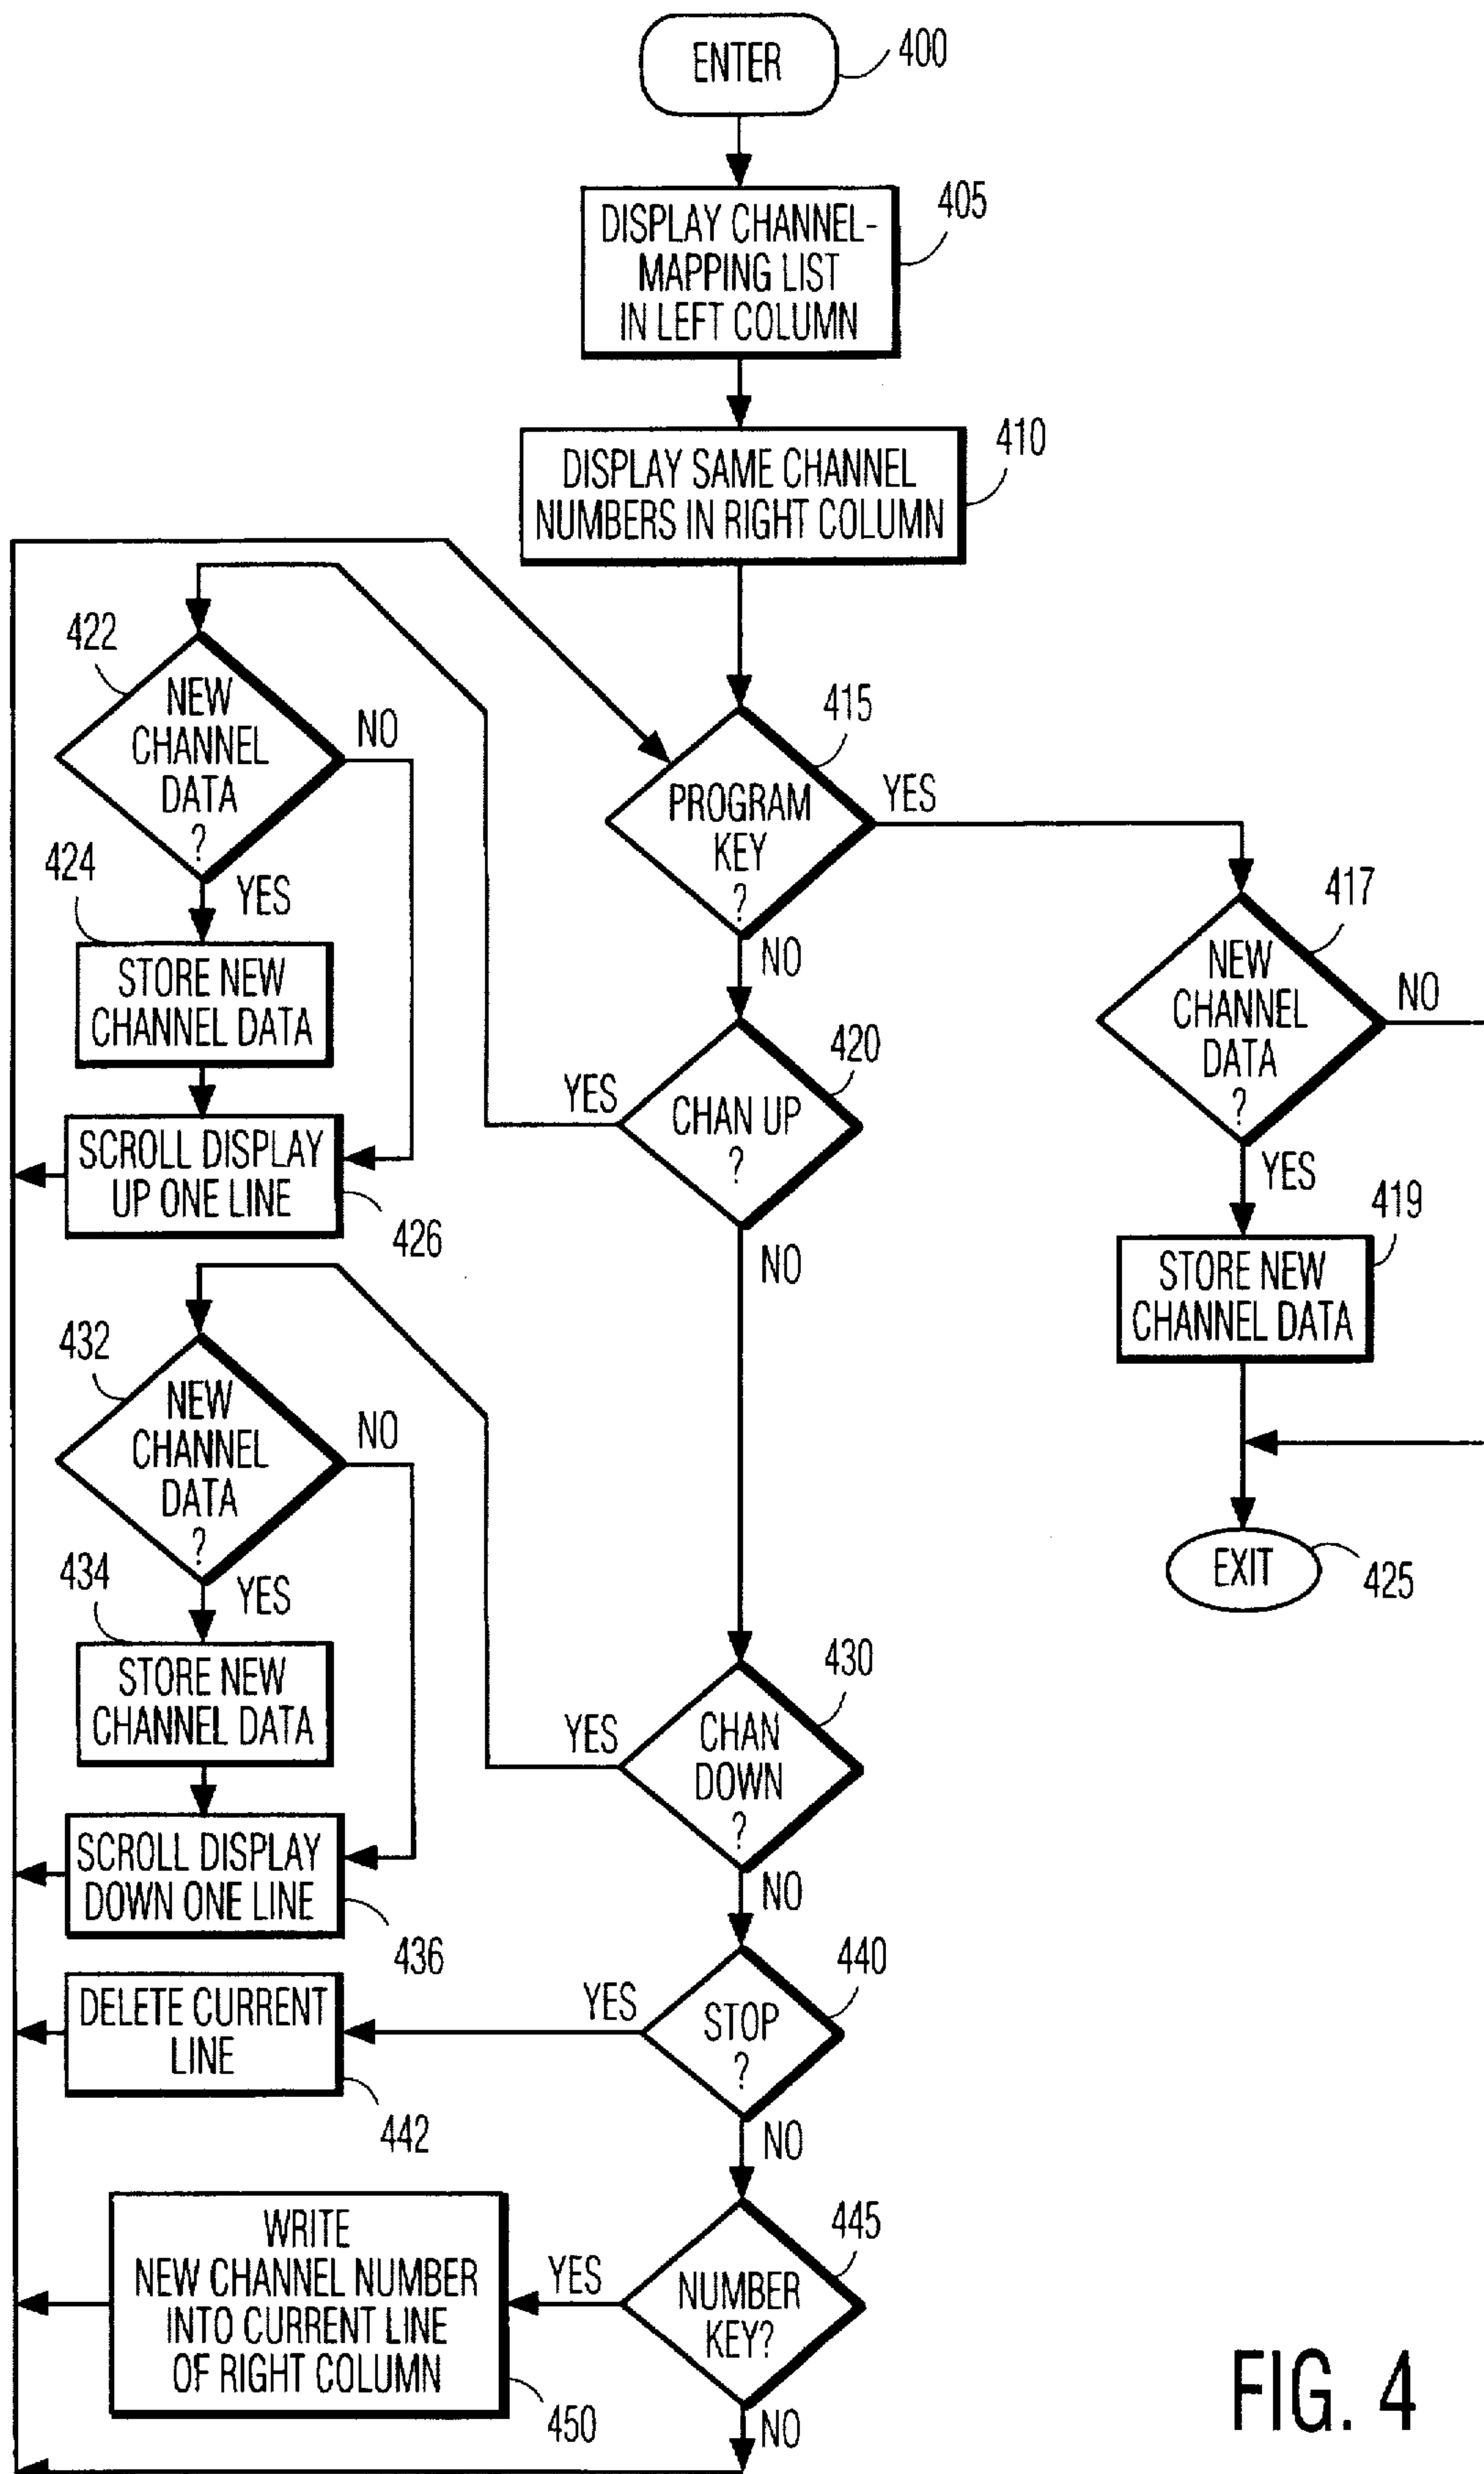 ENTER
400
DISPLAY CHANNEL-
MAPPING LIST
IN LEFT COLUMN
405
DISPLAY SAME CHANNEL
NUMBERS IN RIGHT COLUMN
410
PROGRAM
KEY
?
415
YES
NO
NEW
CHANNEL
DATA
?
417
NO
YES
STORE NEW
CHANNEL DATA
419
EXIT
425
CHAN UP
?
420
YES
NO
422
NEW
CHANNEL
DATA
?
NO
YES
424
STORE NEW
CHANNEL DATA
SCROLL DISPLAY
UP ONE LINE
426
CHAN
DOWN
?
430
YES
NO
432
NEW
CHANNEL
DATA
?
NO
YES
434
STORE NEW
CHANNEL DATA
SCROLL DISPLAY
DOWN ONE LINE
436
STOP
?
440
YES
NO
DELETE CURRENT
LINE
442
NUMBER
KEY?
445
YES
NO
WRITE
NEW CHANNEL NUMBER
INTO CURRENT LINE
OF RIGHT COLUMN
450
FIG. 4